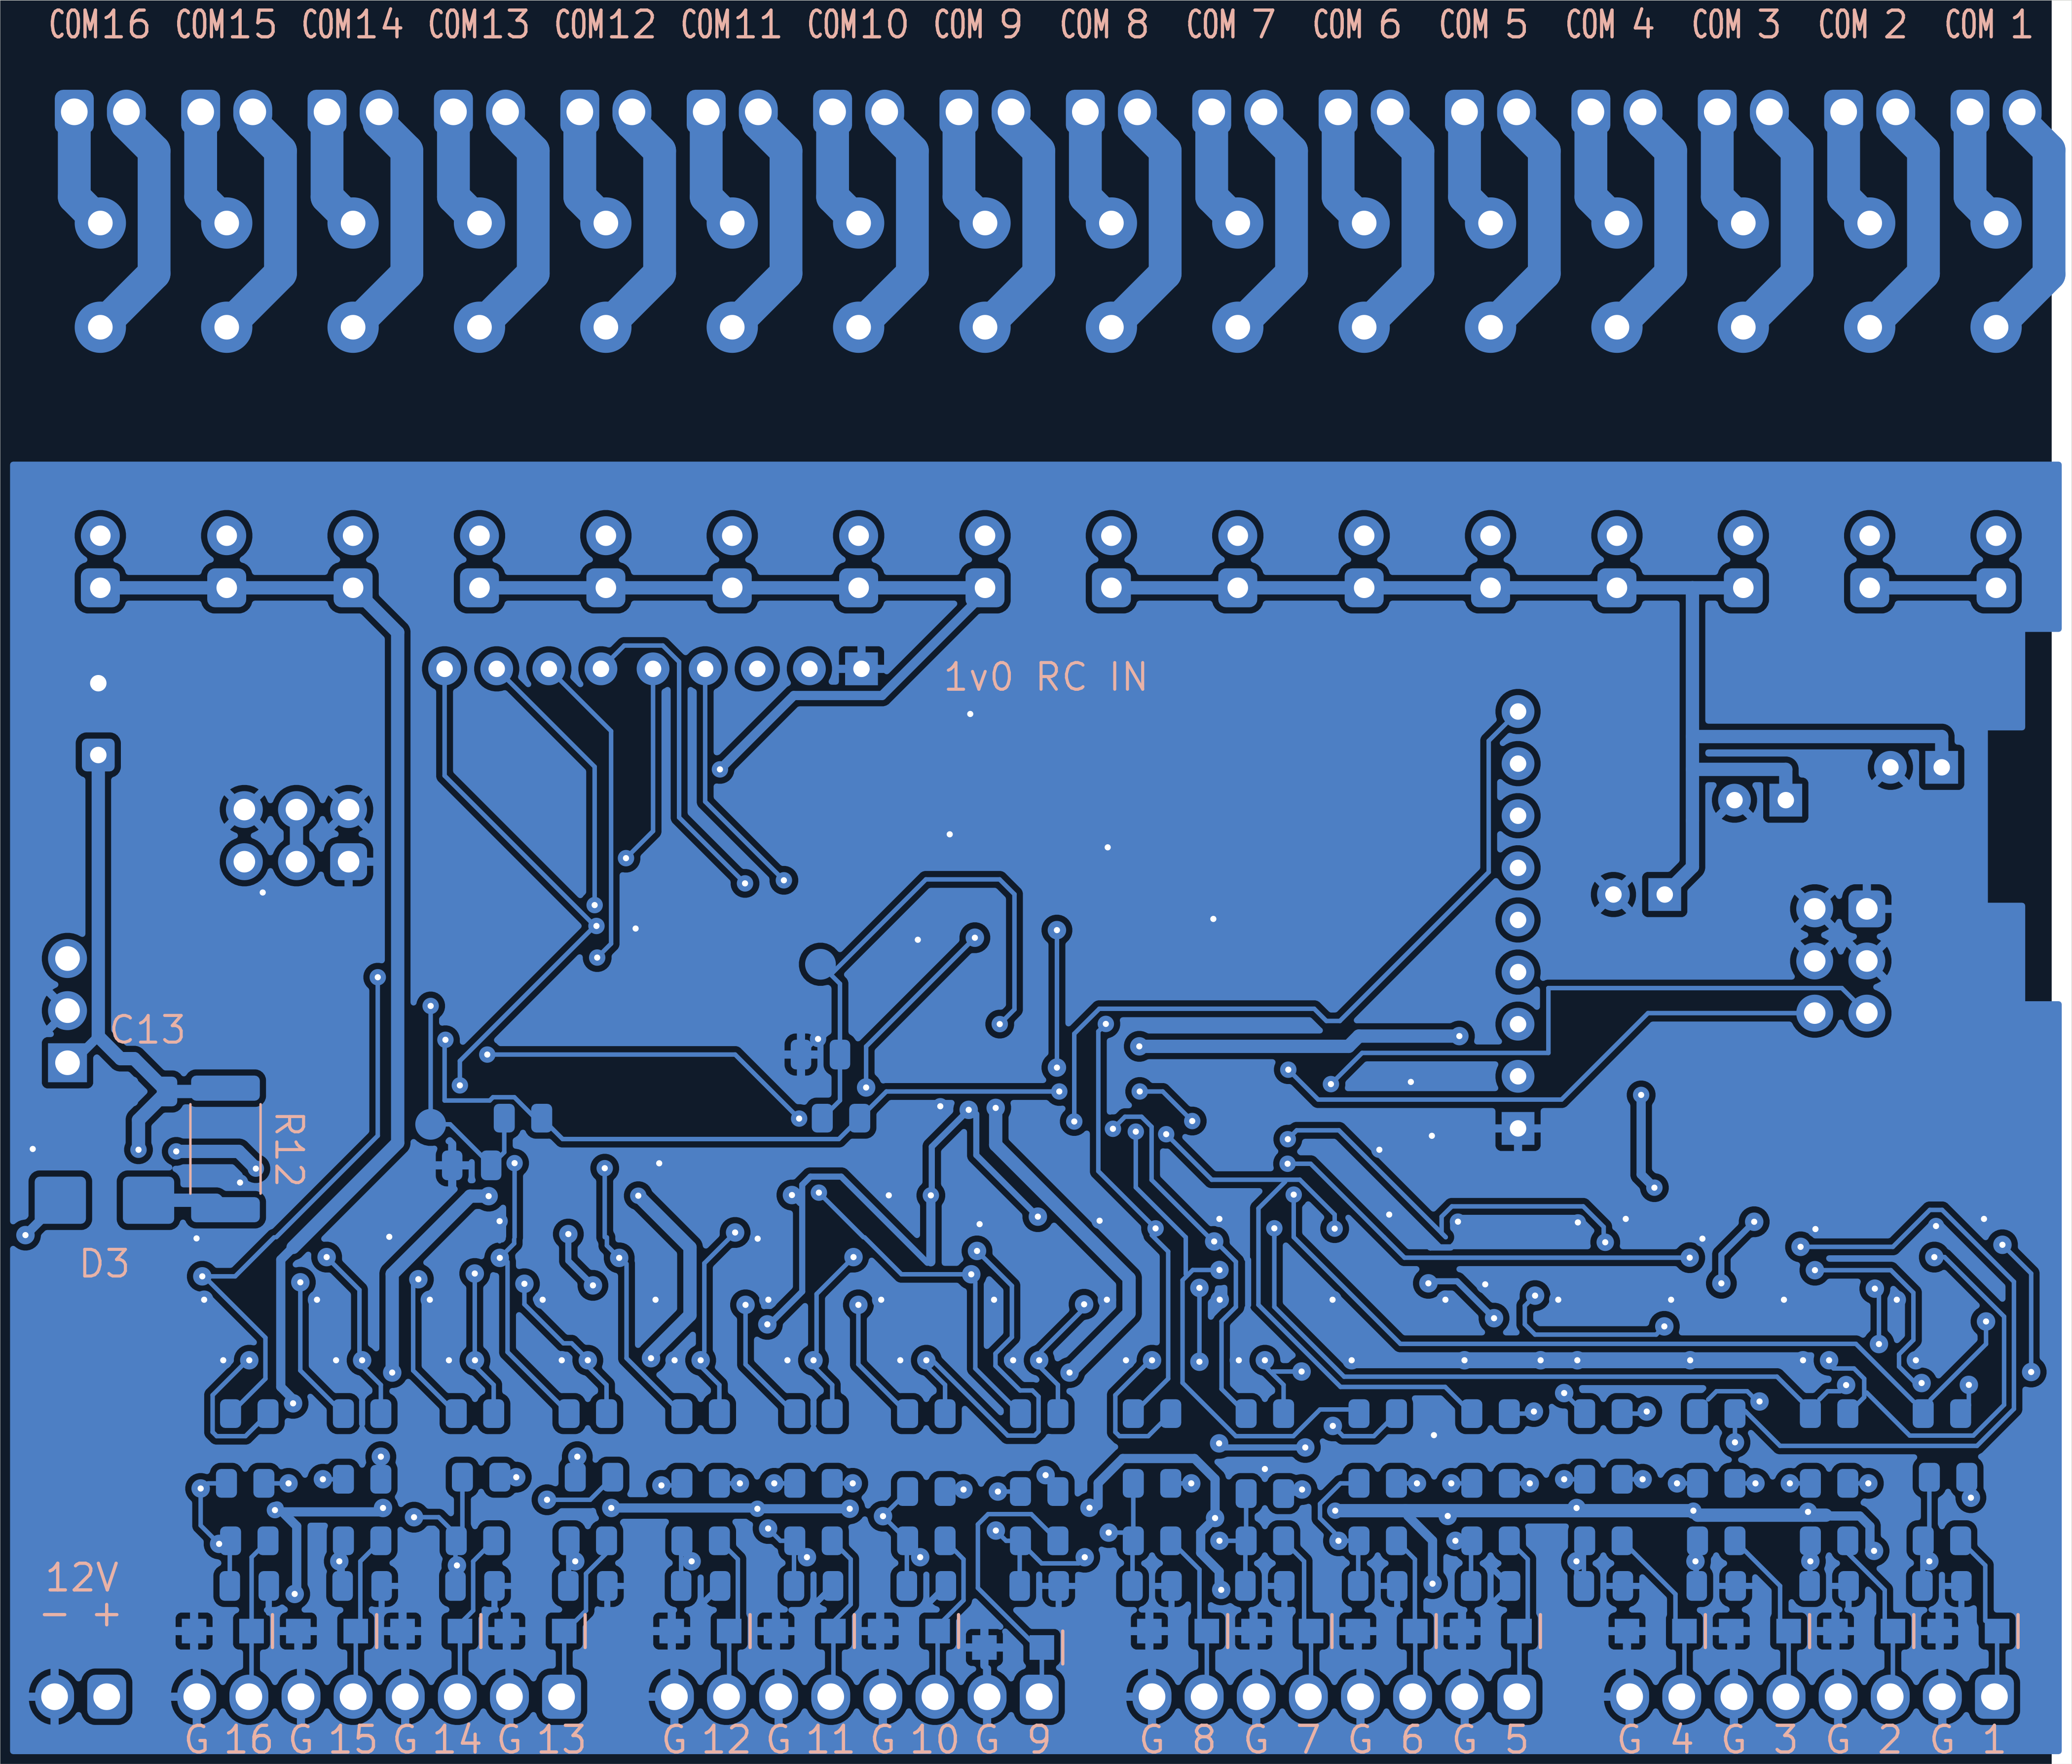 COM16 COM15 COM14 COM13 COM12 COM11 COM10 COM 9 COM 8 COM 7 COM 6 COM 5 COM 4 COM 3 COM 2 COM 1
1v0 RC IN
C13
R12
D3
12V
- +
G 16 G 15 G 14 G 13 G 12 G 11 G 10 G 9 G 8 G 7 G 6 G 5 G 4 G 3 G 2 G 1